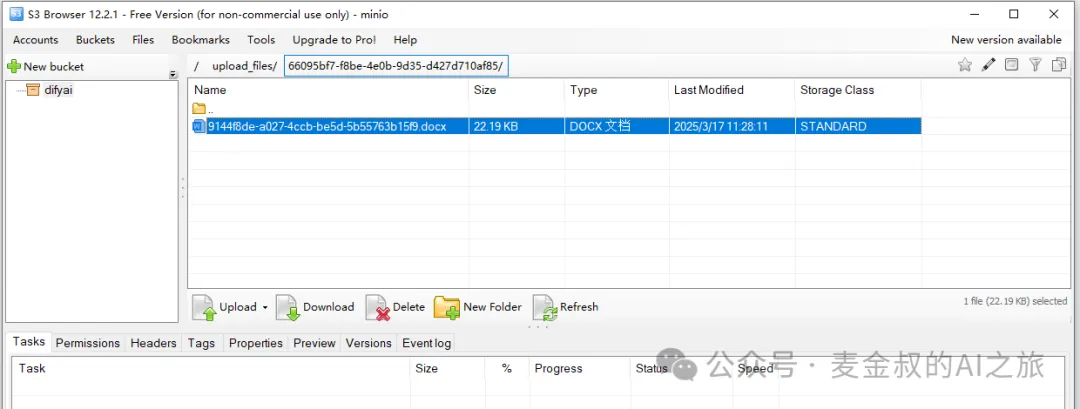 S3 Browser 12.2.1 - Free Version (for non-commercial use only) - minio
Accounts Buckets Files Bookmarks Tools Upgrade to Pro! Help New version available
New bucket / upload_files/ 66095bf7-f8be-4e0b-9d35-d427d710af85/
difyai
Name Size Type Last Modified Storage Class
..
9144f8de-a027-4ccb-be5d-5b55763b15f9.docx 22.19 KB DOCX 文档 2025/3/17 11:28:11 STANDARD
Upload Download Delete New Folder Refresh 1 file (22.19 KB) selected
Tasks Permissions Headers Tags Properties Preview Versions Event log
Task Size % Progress Status Speed
公众号 · 麦金叔的AI之旅